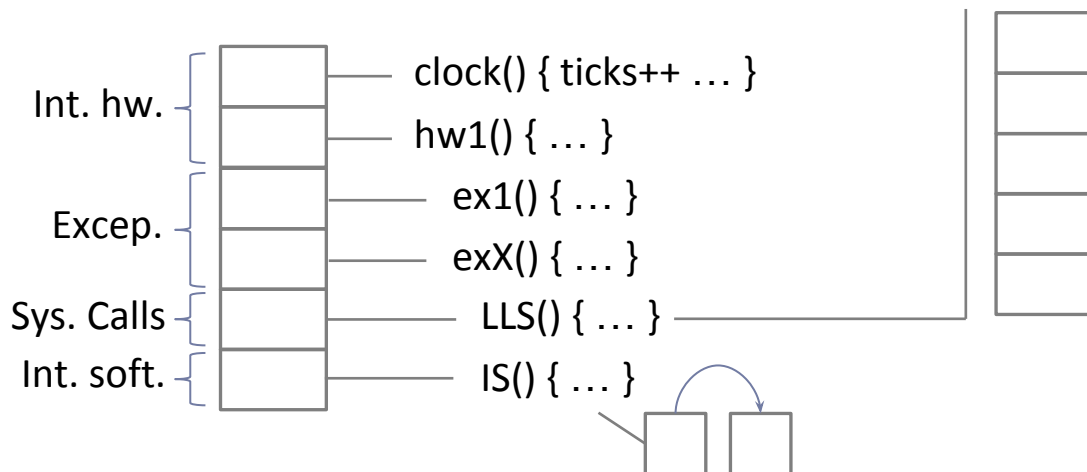 clock() { ticks++ … }
Int. hw.
hw1() { … }
ex1() { … }
Excep.
exX() { … }
Sys. Calls
LLS() { … }
Int. soft.
IS() { … }